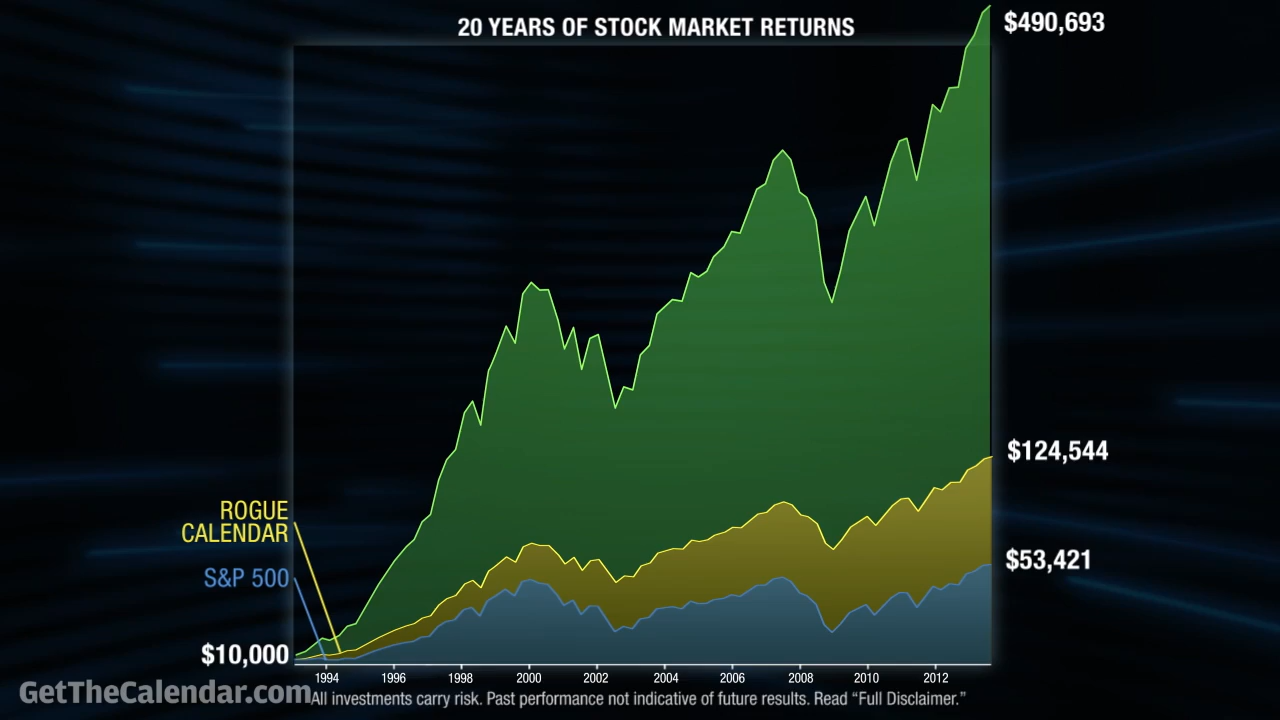 20 YEARS OF STOCK MARKET RETURNS
$490,693
$124,544
ROGUE
CALENDAR
$53,421
S&P 500
$10,000
1994 1996 1998 2000 2002 2004 2006 2008 2010 2012
GetTheCalendar.com
All investments carry risk. Past performance not indicative of future results. Read “Full Disclaimer.”